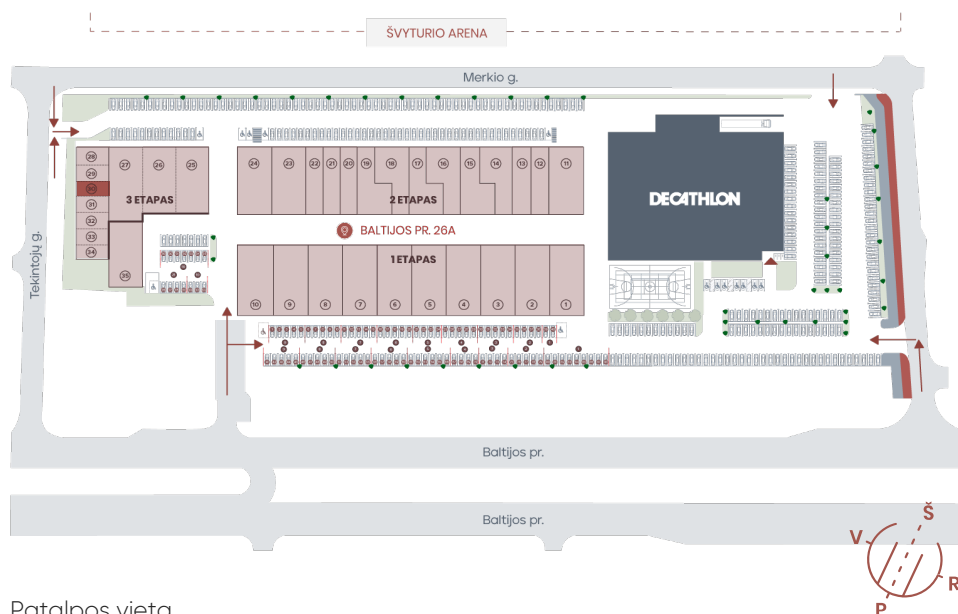 ŠVYTURIO ARENA
Merkio g.
28
29
30
31
32
33
34
35
27
26
25
3 ETAPAS
24
23
22
21
20
19
18
17
16
15
14
13
12
11
2 ETAPAS
DECATHLON
BALTIJOS PR. 26A
1 ETAPAS
10
9
8
7
6
5
4
3
2
1
Tekintojų g.
Baltijos pr.
Baltijos pr.
Š
V
R
P
Patalpos vieta